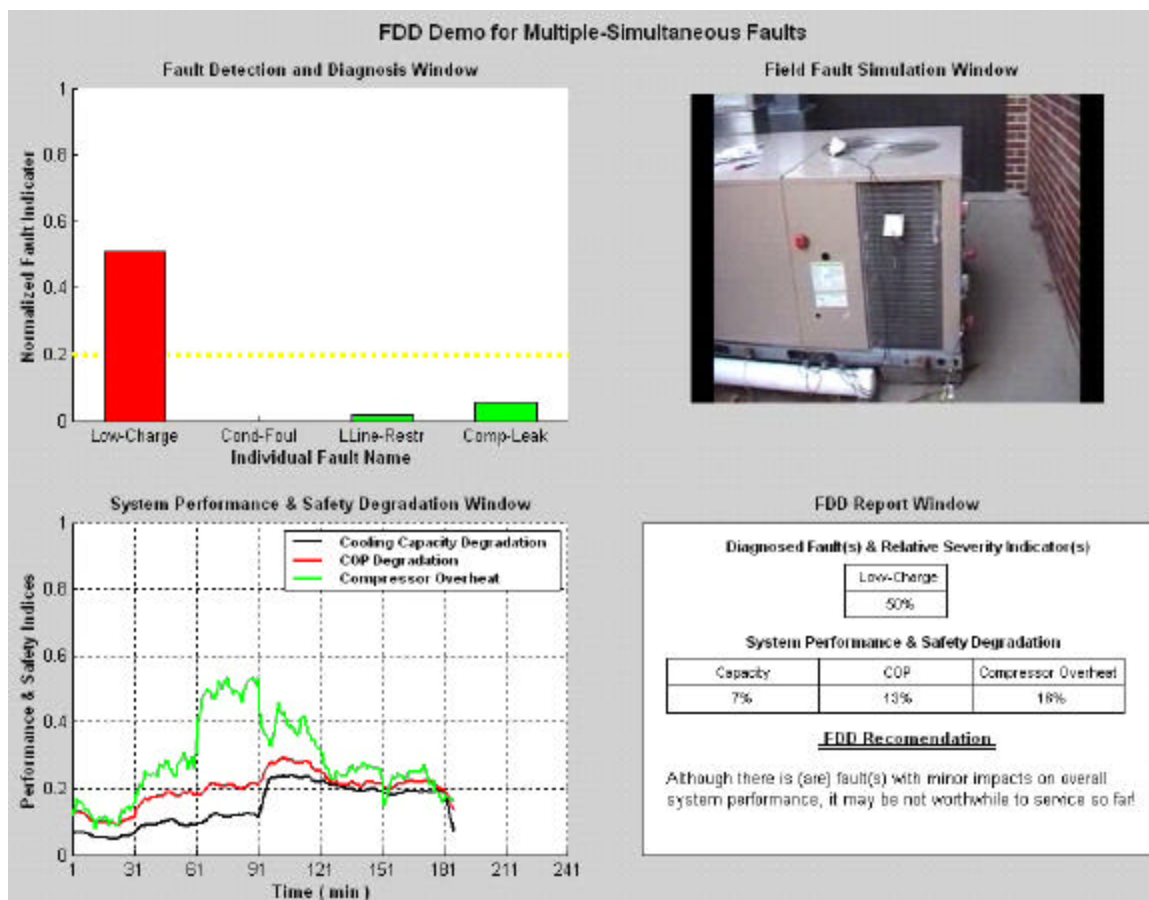 FDD Demo for Multiple-Simultaneous Faults
Fault Detection and Diagnosis Window
1
0.8
0.6
0.4
0.2
0
Normalized Fault Indicator
Low-Charge Cond-Foul LLine-Restr Comp-Leak
Individual Fault Name
Field Fault Simulation Window
System Performance & Safety Degradation Window
1
0.8
0.6
0.4
0.2
0
Performance & Safety Indices
Cooling Capacity Degradation
COP Degradation
Compressor Overheat
1 31 61 91 121 151 181 211 241
Time ( min )
FDD Report Window
Diagnosed Fault(s) & Relative Severity Indicator(s)
Low-Charge
50%
System Performance & Safety Degradation
Capacity COP Compressor Overheat
7% 13% 16%
FDD Recomendation
Although there is (are) fault(s) with minor impacts on overall
system performance, it may be not worthwhile to service so far!